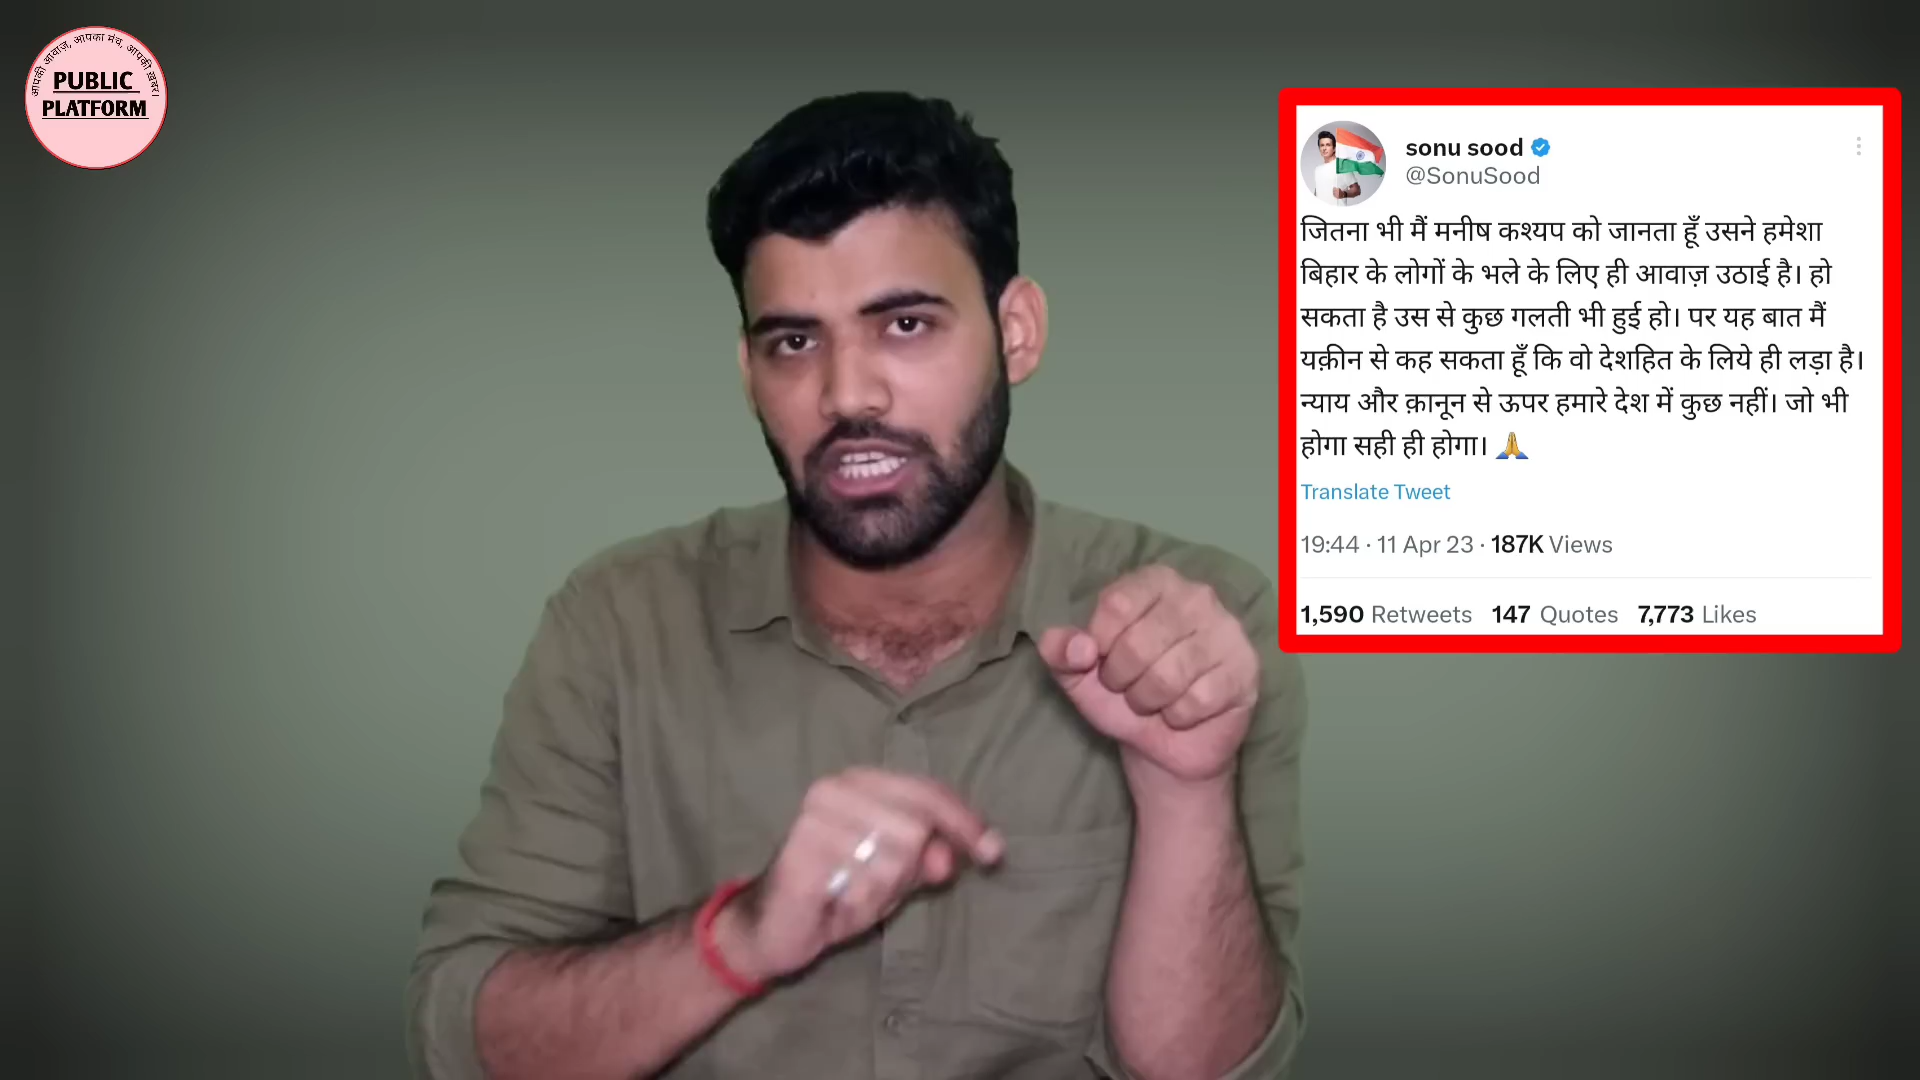 आपकी आवाज़, आपका मंच, आपकी ख़बर।
PUBLIC
PLATFORM
sonu sood
@SonuSood
जितना भी मैं मनीष कश्यप को जानता हूँ उसने हमेशा
बिहार के लोगों के भले के लिए ही आवाज़ उठाई है। हो
सकता है उस से कुछ गलती भी हुई हो। पर यह बात मैं
यक़ीन से कह सकता हूँ कि वो देशहित के लिये ही लड़ा है।
न्याय और क़ानून से ऊपर हमारे देश में कुछ नहीं। जो भी
होगा सही ही होगा। 🙏
Translate Tweet
19:44 · 11 Apr 23 · 187K Views
1,590 Retweets 147 Quotes 7,773 Likes